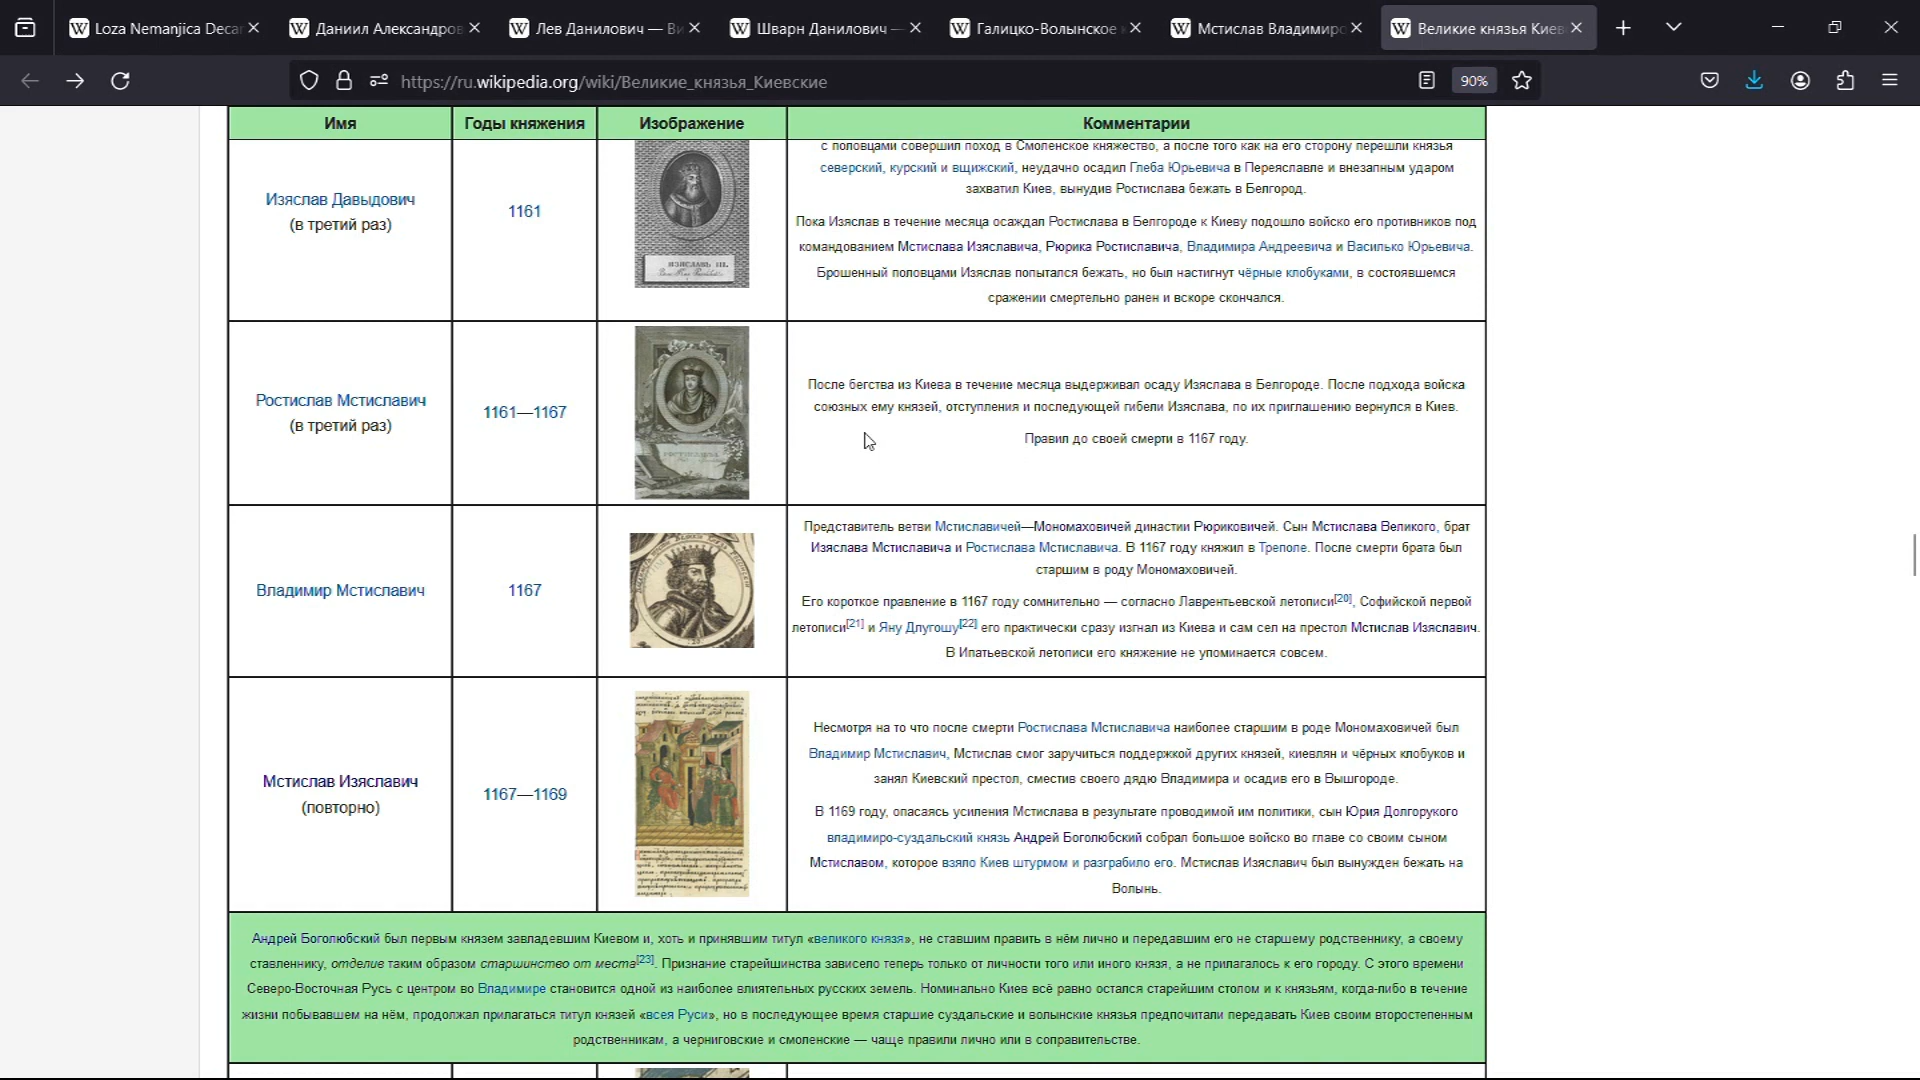 Loza Nemanjica Decar
Даниил Александров
Лев Данилович — Ви
Шварн Данилович —
Галицко-Волынское к
Мстислав Владимиро
Великие князья Киев
https://ru.wikipedia.org/wiki/Великие_князья_Киевские
90%
Имя
Годы княжения
Изображение
Комментарии
Изяслав Давыдович
(в третий раз)
1161
ИЗЯСЛАВЪ III.
с половцами совершил поход в Смоленское княжество, а после того как на его сторону перешли князья
северский, курский и вщижский, неудачно осадил Глеба Юрьевича в Переяславле и внезапным ударом
захватил Киев, вынудив Ростислава бежать в Белгород.
Пока Изяслав в течение месяца осаждал Ростислава в Белгороде к Киеву подошло войско его противников под
командованием Мстислава Изяславича, Рюрика Ростиславича, Владимира Андреевича и Василько Юрьевича.
Брошенный половцами Изяслав попытался бежать, но был настигнут чёрные клобуками, в состоявшемся
сражении смертельно ранен и вскоре скончался.
Ростислав Мстиславич
(в третий раз)
1161—1167
После бегства из Киева в течение месяца выдерживал осаду Изяслава в Белгороде. После подхода войска
союзных ему князей, отступления и последующей гибели Изяслава, по их приглашению вернулся в Киев.
Правил до своей смерти в 1167 году.
Владимир Мстиславич
1167
Представитель ветви Мстиславичей—Мономаховичей династии Рюриковичей. Сын Мстислава Великого, брат
Изяслава Мстиславича и Ростислава Мстиславича. В 1167 году княжил в Треполе. После смерти брата был
старшим в роду Мономаховичей.
Его короткое правление в 1167 году сомнительно — согласно Лаврентьевской летописи[20], Софийской первой
летописи[21] и Яну Длугошу[22] его практически сразу изгнал из Киева и сам сел на престол Мстислав Изяславич.
В Ипатьевской летописи его княжение не упоминается совсем.
Мстислав Изяславич
(повторно)
1167—1169
Несмотря на то что после смерти Ростислава Мстиславича наиболее старшим в роде Мономаховичей был
Владимир Мстиславич, Мстислав смог заручиться поддержкой других князей, киевлян и чёрных клобуков и
занял Киевский престол, сместив своего дядю Владимира и осадив его в Вышгороде.
В 1169 году, опасаясь усиления Мстислава в результате проводимой им политики, сын Юрия Долгорукого
владимиро-суздальский князь Андрей Боголюбский собрал большое войско во главе со своим сыном
Мстиславом, которое взяло Киев штурмом и разграбило его. Мстислав Изяславич был вынужден бежать на
Волынь.
Андрей Боголюбский был первым князем завладевшим Киевом и, хоть и принявшим титул «великого князя», не ставшим править в нём лично и передавшим его не старшему родственнику, а своему
ставленнику, отделив таким образом старшинство от места[23]. Признание старейшинства зависело теперь только от личности того или иного князя, а не прилагалось к его городу. С этого времени
Северо-Восточная Русь с центром во Владимире становится одной из наиболее влиятельных русских земель. Номинально Киев всё равно остался старейшим столом и к князьям, когда-либо в течение
жизни побывавшем на нём, продолжал прилагаться титул князей «всея Руси», но в последующее время старшие суздальские и волынские князья предпочитали передавать Киев своим второстепенным
родственникам, а черниговские и смоленские — чаще правили лично или в соправительстве.